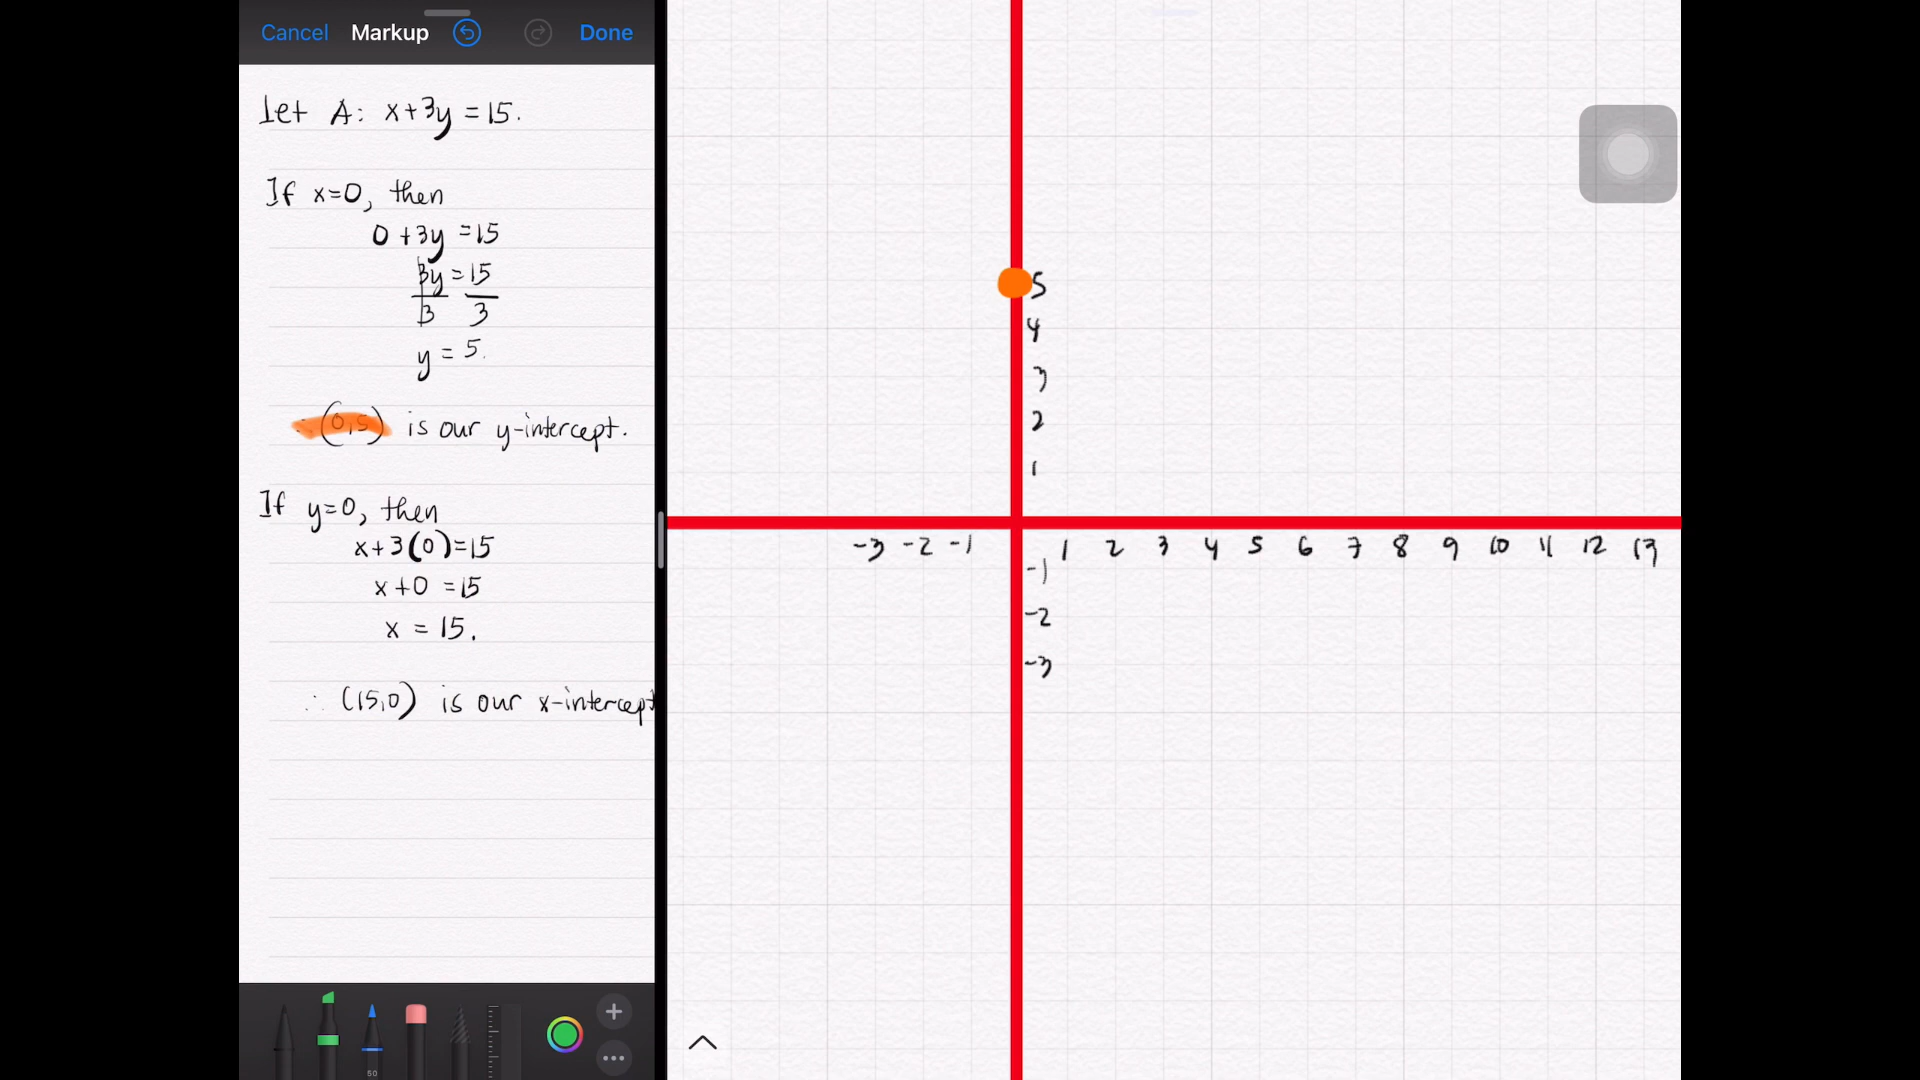 Cancel Markup Done
Let A: x+3y = 15.
If x=0, then
0 +3y =15
3y = 15
3 3
y = 5.
∴ (0,5) is our y-intercept.
If y=0, then
x+3(0)=15
x+0 =15
x = 15.
∴ (15,0) is our x-intercept
50
5
4
3
2
1
-3 -2 -1 1 2 3 4 5 6 7 8 9 10 11 12 13
-1
-2
-3